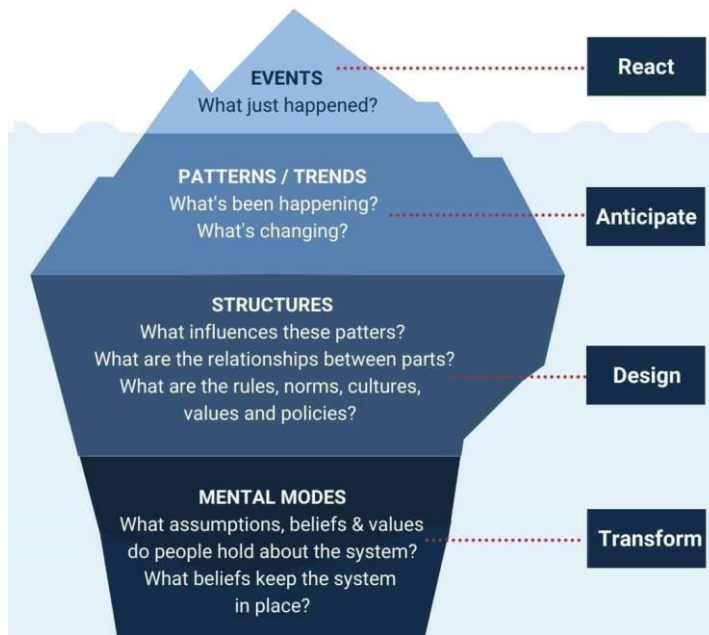 EVENTS
What just happened?
React
PATTERNS / TRENDS
What's been happening?
What's changing?
Anticipate
STRUCTURES
What influences these patters?
What are the relationships between parts?
What are the rules, norms, cultures,
values and policies?
Design
MENTAL MODES
What assumptions, beliefs & values
do people hold about the system?
What beliefs keep the system
in place?
Transform